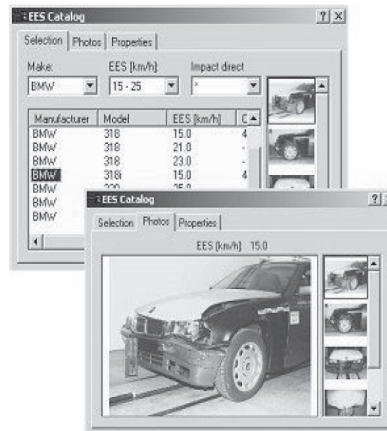 EES Catalog
Selection Photos Properties
Make: EES [km/h]: Impact direct
BMW 15 - 25 *
Manufacturer Model EES [km/h] C
BMW 318 15.0 4
BMW 318 21.0 -
BMW 318 23.0 -
BMW 318i 15.0 4
BMW
BMW
BMW
EES Catalog
Selection Photos Properties
EES [km/h] 15.0